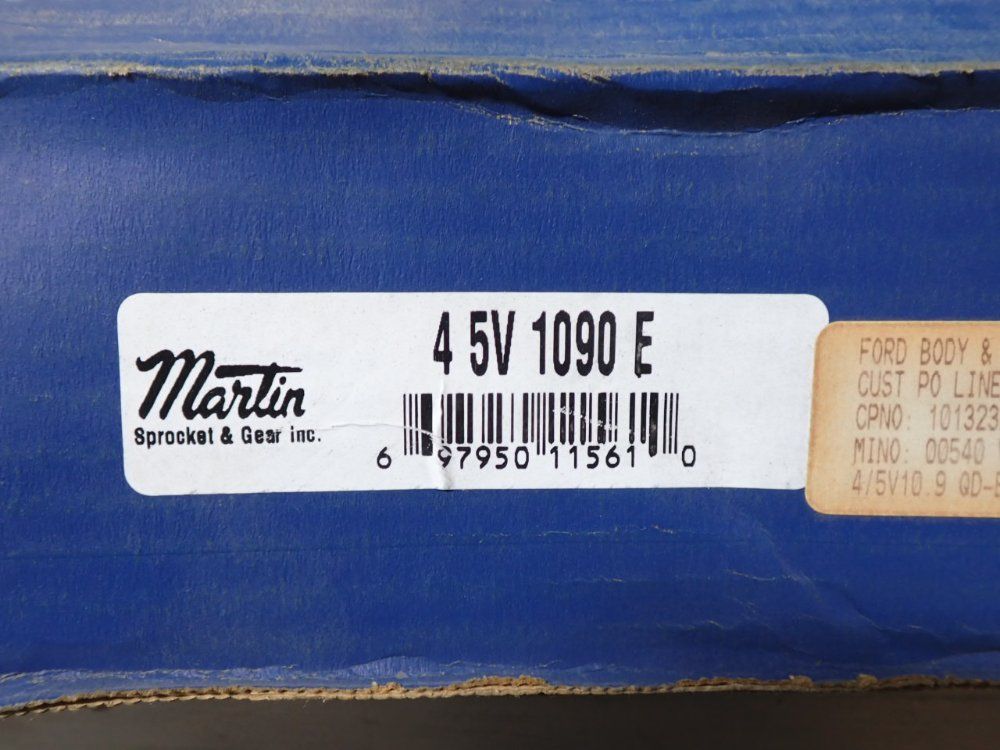 4 5V 1090 E
Martin
Sprocket & Gear inc.
6 97950 11561 0
FORD BODY &
CUST PO LINE
CPNO: 101323
MINO: 00540
4/5V10.9 QD-